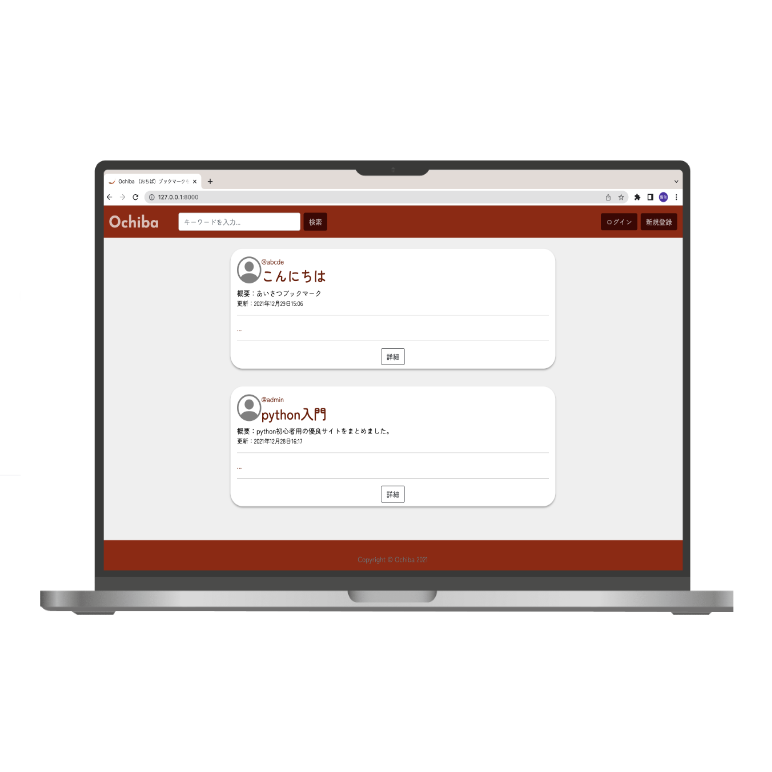 Ochiba (おちば) ブックマーク
127.0.0.1:8000
Ochiba
キーワードを入力...
検索
ログイン
新規登録
@abcde
こんにちは
概要：あいさつブックマーク
更新：2021年12月29日15:06
...
詳細
@admin
python入門
概要：python初心者用の優良サイトをまとめました。
更新：2021年12月28日16:17
...
詳細
Copyright © Ochiba 2021